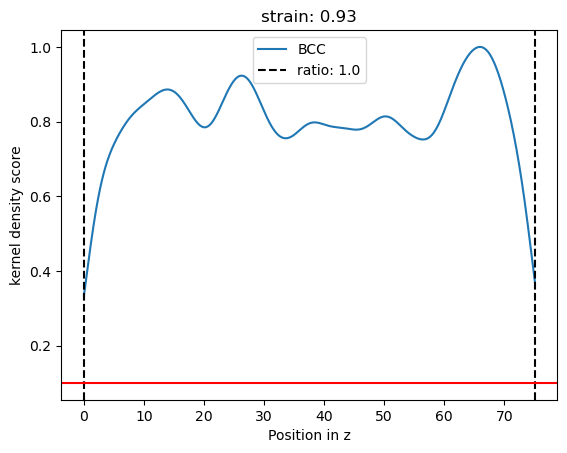 strain: 0.93
BCC
ratio: 1.0
kernel density score
1.0
0.8
0.6
0.4
0.2
0 10 20 30 40 50 60 70
Position in z